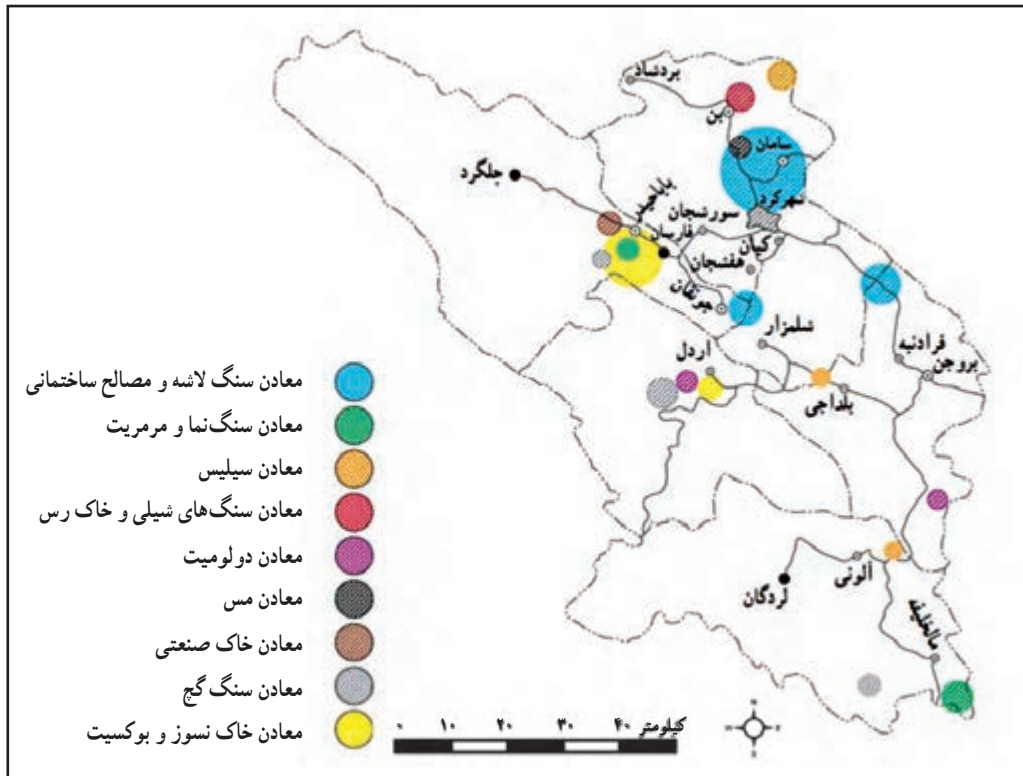 بردنساد
بن
سامان
چلگرد
شهرکرد
باباحیدر
سورشجان
فارسان
کیان
هفشجان
جونقان
شلمزار
فرادنبه
بروجن
اردل
بلداجی
آلونی
لردگان
مالخلیفه
معادن سنگ لاشه و مصالح ساختمانی
معادن سنگ‌نما و مرمریت
معادن سیلیس
معادن سنگ‌های شیلی و خاک رس
معادن دولومیت
معادن مس
معادن خاک صنعتی
معادن سنگ گچ
معادن خاک نسوز و بوکسیت
۰ ۱۰ ۲۰ ۳۰ ۴۰ کیلومتر